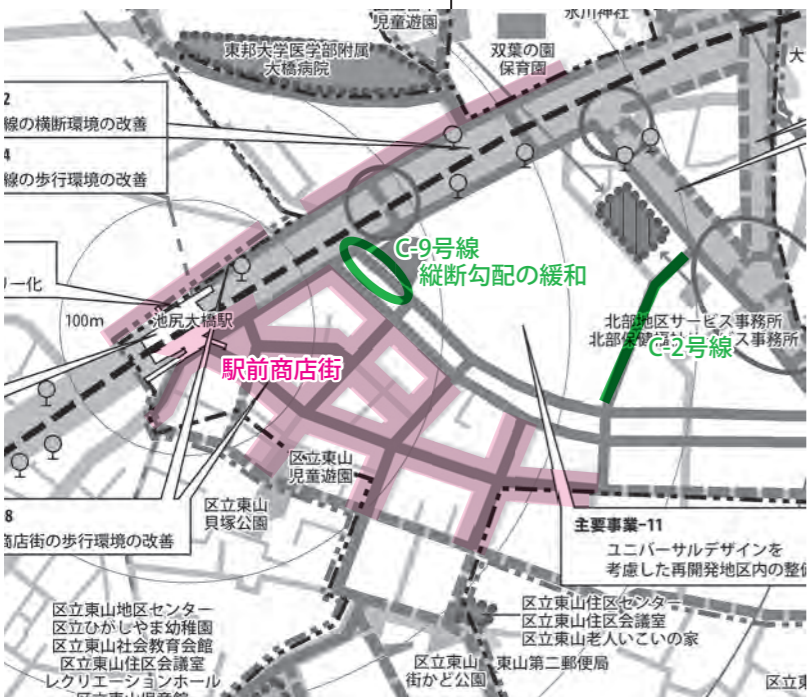 児童遊園
氷川神社
東邦大学医学部附属
大橋病院
双葉の園
保育園
大
2
線の横断環境の改善
4
線の歩行環境の改善
C-9号線
縦断勾配の緩和
リー化
100m
池尻大橋駅
北部地区サービス事務所
北部保健福祉サービス事務所
C-2号線
駅前商店街
区立東山
児童遊園
区立東山
貝塚公園
8
商店街の歩行環境の改善
主要事業-11
ユニバーサルデザインを
考慮した再開発地区内の整備
区立東山地区センター
区立ひがしやま幼稚園
区立東山社会教育会館
区立東山住区会議室
レクリエーションホール
区立東山保育館
区立東山住区センター
区立東山住区会議室
区立東山老人いこいの家
区立東山
街かど公園
東山第二郵便局
区立東